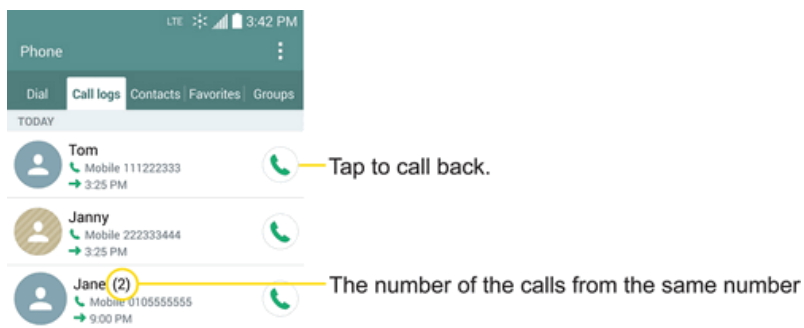 LTE 3:42 PM
Phone
Dial Call logs Contacts Favorites Groups
TODAY
Tom
Mobile 111222333
3:25 PM
Tap to call back.
Janny
Mobile 222333444
3:25 PM
Jane (2)
Mobile 0105555555
9:00 PM
The number of the calls from the same number